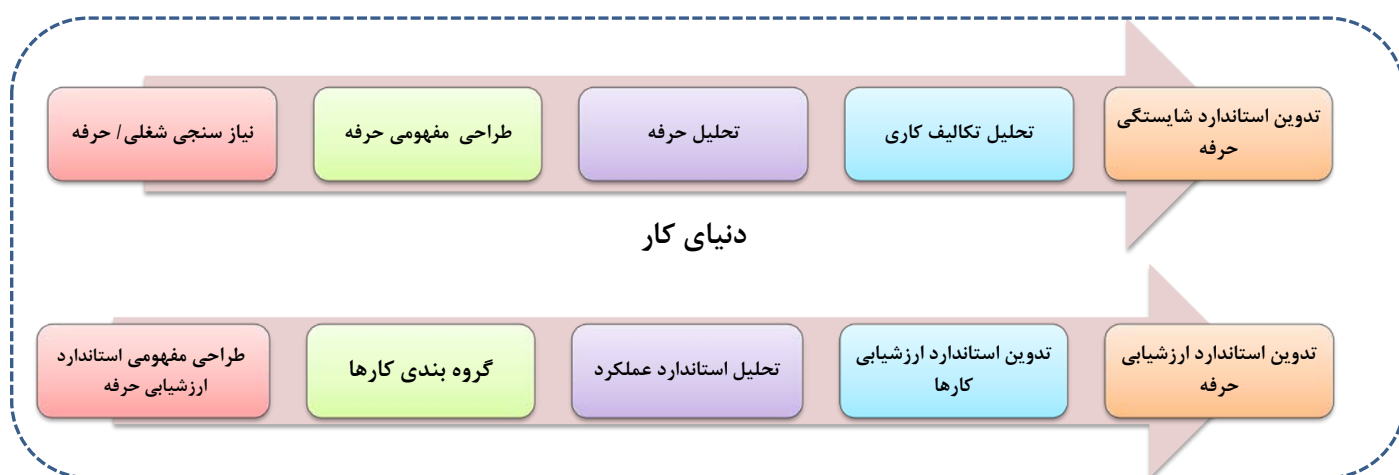 نیاز سنجی شغلی/ حرفه
طراحی مفهومی حرفه
تحلیل حرفه
تحلیل تکالیف کاری
تدوین استاندارد شایستگی
حرفه
دنیای کار
طراحی مفهومی استاندارد
ارزشیابی حرفه
گروه بندی کارها
تحلیل استاندارد عملکرد
تدوین استاندارد ارزشیابی
کارها
تدوین استاندارد ارزشیابی
حرفه